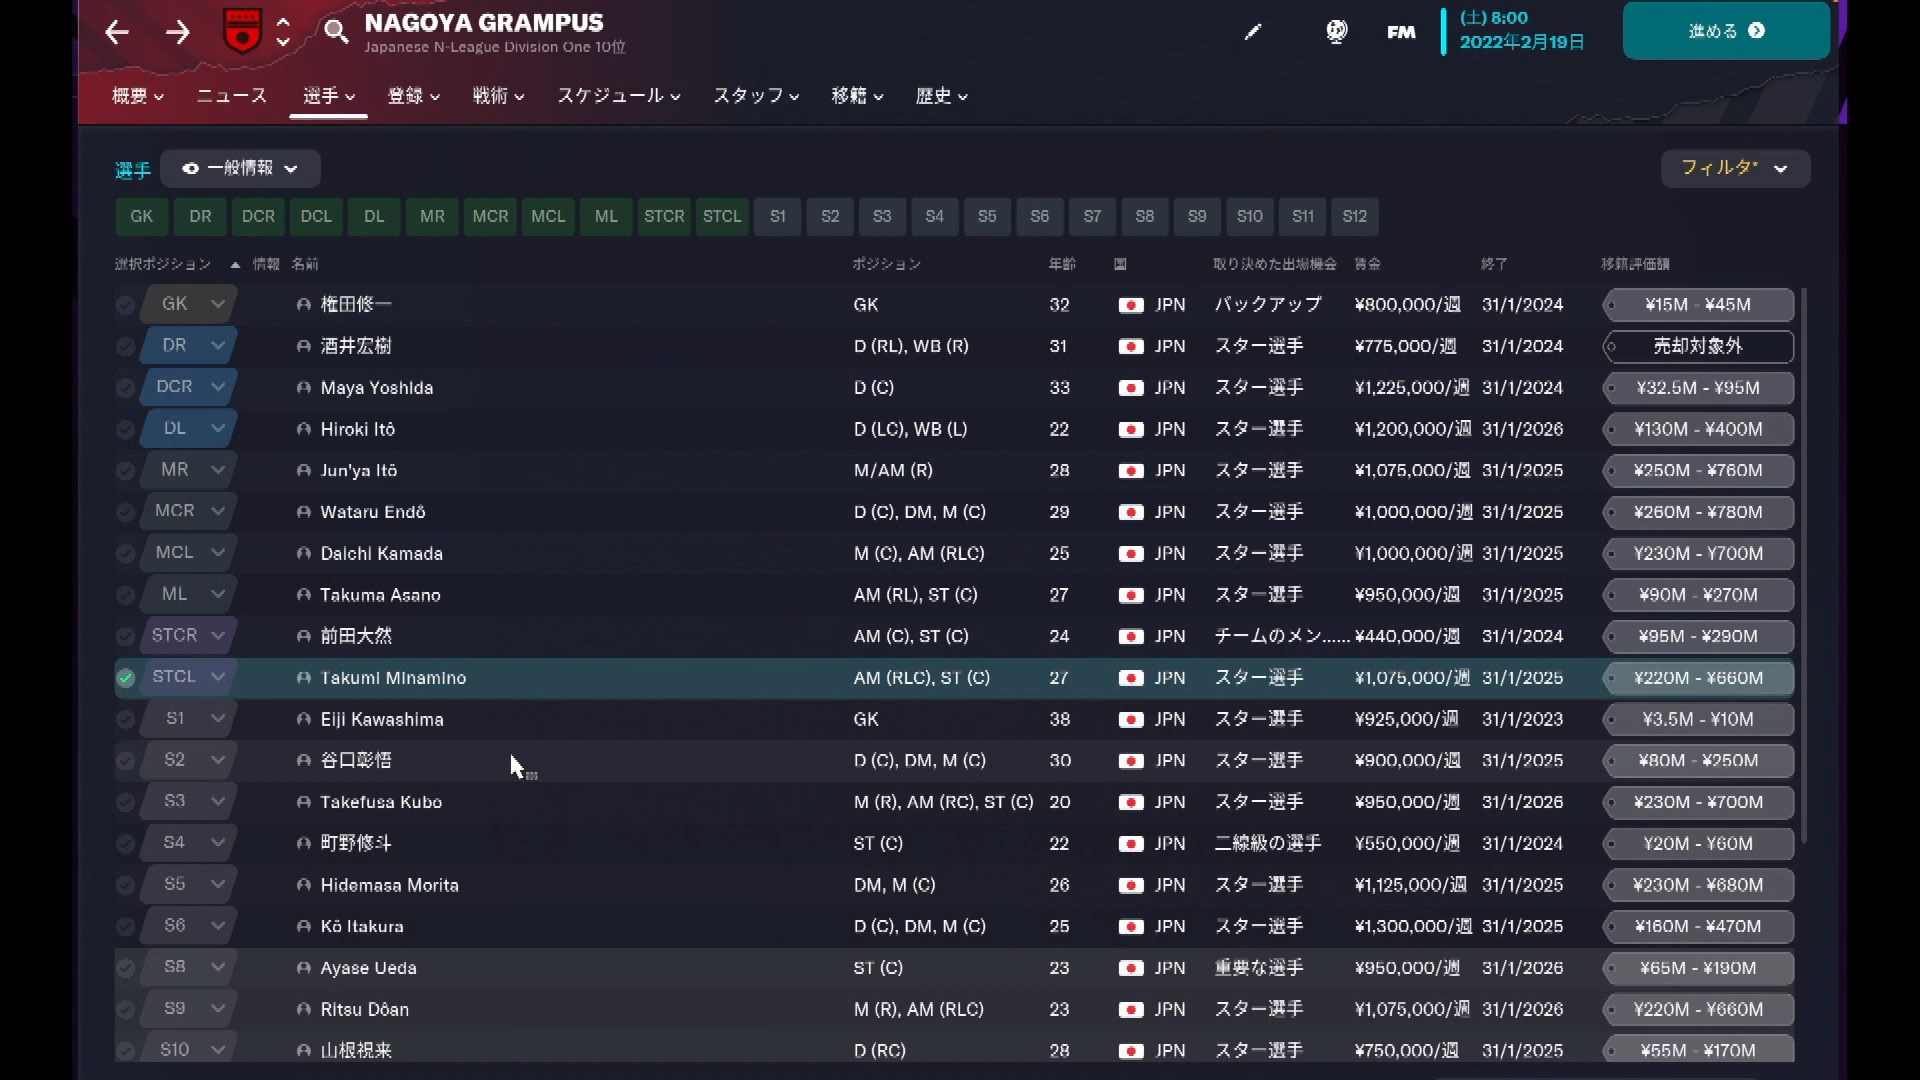 NAGOYA GRAMPUS
Japanese N-League Division One 10位
FM
(土) 8:00
2022年2月19日
進める
概要 ニュース 選手 登録 戦術 スケジュール スタッフ 移籍 歴史
選手 一般情報 フィルタ*
GK DR DCR DCL DL MR MCR MCL ML STCR STCL S1 S2 S3 S4 S5 S6 S7 S8 S9 S10 S11 S12
選択ポジション 情報 名前 ポジション 年齢 国 取り決めた出場機会 賃金 終了 移籍評価額
GK 権田修一 GK 32 JPN バックアップ ¥800,000/週 31/1/2024 ¥15M - ¥45M
DR 酒井宏樹 D (RL), WB (R) 31 JPN スター選手 ¥775,000/週 31/1/2024 売却対象外
DCR Maya Yoshida D (C) 33 JPN スター選手 ¥1,225,000/週 31/1/2024 ¥32.5M - ¥95M
DL Hiroki Itô D (LC), WB (L) 22 JPN スター選手 ¥1,200,000/週 31/1/2026 ¥130M - ¥400M
MR Jun'ya Itô M/AM (R) 28 JPN スター選手 ¥1,075,000/週 31/1/2025 ¥250M - ¥760M
MCR Wataru Endô D (C), DM, M (C) 29 JPN スター選手 ¥1,000,000/週 31/1/2025 ¥260M - ¥780M
MCL Daichi Kamada M (C), AM (RLC) 25 JPN スター選手 ¥1,000,000/週 31/1/2025 ¥230M - ¥700M
ML Takuma Asano AM (RL), ST (C) 27 JPN スター選手 ¥950,000/週 31/1/2025 ¥90M - ¥270M
STCR 前田大然 AM (C), ST (C) 24 JPN チームのメン...... ¥440,000/週 31/1/2024 ¥95M - ¥290M
STCL Takumi Minamino AM (RLC), ST (C) 27 JPN スター選手 ¥1,075,000/週 31/1/2025 ¥220M - ¥660M
S1 Eiji Kawashima GK 38 JPN スター選手 ¥925,000/週 31/1/2023 ¥3.5M - ¥10M
S2 谷口彰悟 D (C), DM, M (C) 30 JPN スター選手 ¥900,000/週 31/1/2025 ¥80M - ¥250M
S3 Takefusa Kubo M (R), AM (RC), ST (C) 20 JPN スター選手 ¥950,000/週 31/1/2026 ¥230M - ¥700M
S4 町野修斗 ST (C) 22 JPN 二線級の選手 ¥550,000/週 31/1/2024 ¥20M - ¥60M
S5 Hidemasa Morita DM, M (C) 26 JPN スター選手 ¥1,125,000/週 31/1/2025 ¥230M - ¥680M
S6 Kô Itakura D (C), DM, M (C) 25 JPN スター選手 ¥1,300,000/週 31/1/2025 ¥160M - ¥470M
S8 Ayase Ueda ST (C) 23 JPN 重要な選手 ¥950,000/週 31/1/2026 ¥65M - ¥190M
S9 Ritsu Dôan M (R), AM (RLC) 23 JPN スター選手 ¥1,075,000/週 31/1/2026 ¥220M - ¥660M
S10 山根視来 D (RC) 28 JPN スター選手 ¥750,000/週 31/1/2025 ¥55M - ¥170M